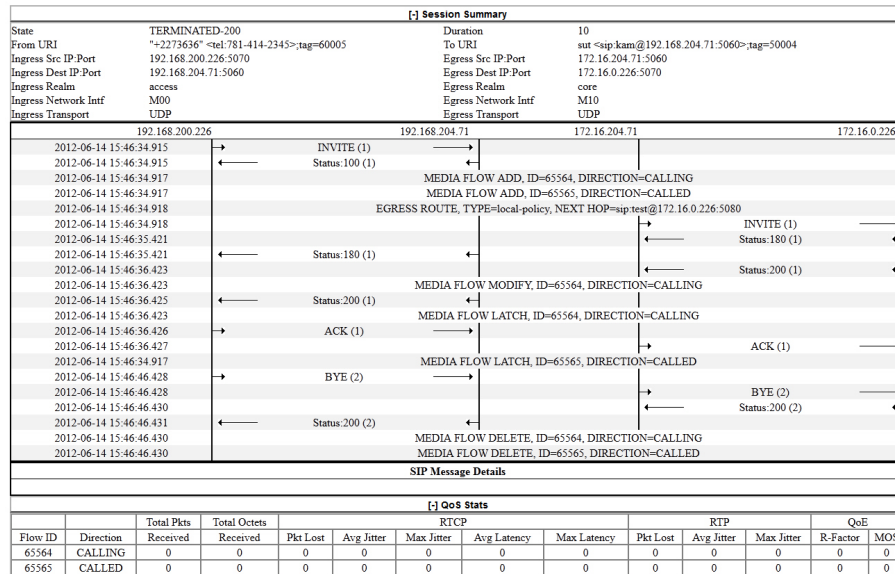 [-] Session Summary
State TERMINATED-200 Duration 10
From URI "+2273636" <tel:781-414-2345>;tag=60005 To URI sut <sip:kam@192.168.204.71:5060>;tag=50004
Ingress Src IP:Port 192.168.200.226:5070 Egress Src IP:Port 172.16.204.71:5060
Ingress Dest IP:Port 192.168.204.71:5060 Egress Dest IP:Port 172.16.0.226:5070
Ingress Realm access Egress Realm core
Ingress Network Intf M00 Egress Network Intf M10
Ingress Transport UDP Egress Transport UDP
192.168.200.226 192.168.204.71 172.16.204.71 172.16.0.226
2012-06-14 15:46:34.915 INVITE (1)
2012-06-14 15:46:34.915 Status:100 (1)
2012-06-14 15:46:34.917 MEDIA FLOW ADD, ID=65564, DIRECTION=CALLING
2012-06-14 15:46:34.917 MEDIA FLOW ADD, ID=65565, DIRECTION=CALLED
2012-06-14 15:46:34.918 EGRESS ROUTE, TYPE=local-policy, NEXT HOP=sip:test@172.16.0.226:5080
2012-06-14 15:46:34.918 INVITE (1)
2012-06-14 15:46:35.421 Status:180 (1)
2012-06-14 15:46:35.421 Status:180 (1)
2012-06-14 15:46:36.423 Status:200 (1)
2012-06-14 15:46:36.423 MEDIA FLOW MODIFY, ID=65564, DIRECTION=CALLING
2012-06-14 15:46:36.425 Status:200 (1)
2012-06-14 15:46:36.423 MEDIA FLOW LATCH, ID=65564, DIRECTION=CALLING
2012-06-14 15:46:36.426 ACK (1)
2012-06-14 15:46:36.427 ACK (1)
2012-06-14 15:46:34.917 MEDIA FLOW LATCH, ID=65565, DIRECTION=CALLED
2012-06-14 15:46:46.428 BYE (2)
2012-06-14 15:46:46.428 BYE (2)
2012-06-14 15:46:46.430 Status:200 (2)
2012-06-14 15:46:46.431 Status:200 (2)
2012-06-14 15:46:46.430 MEDIA FLOW DELETE, ID=65564, DIRECTION=CALLING
2012-06-14 15:46:46.430 MEDIA FLOW DELETE, ID=65565, DIRECTION=CALLED
SIP Message Details
[-] QoS Stats
Total Pkts Total Octets RTCP RTP QoE
Flow ID Direction Received Received Pkt Lost Avg Jitter Max Jitter Avg Latency Max Latency Pkt Lost Avg Jitter Max Jitter R-Factor MOS
65564 CALLING 0 0 0 0 0 0 0 0 0 0 0 0
65565 CALLED 0 0 0 0 0 0 0 0 0 0 0 0